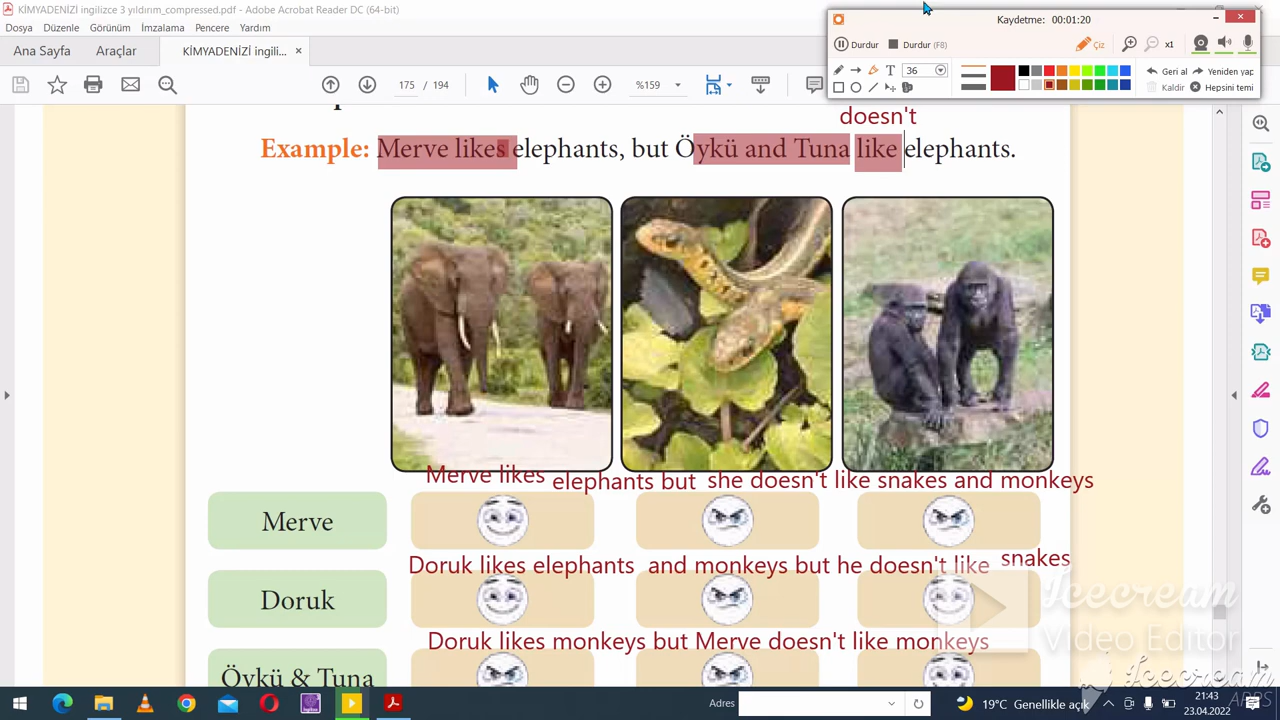 KİMYADENİZİ ingilizce 3 yıldırım_compressed.pdf - Adobe Acrobat Reader DC (64-bit)
Dosya Düzenle Görünüm İmzalama Pencere Yardım
Ana Sayfa Araçlar KİMYADENİZİ ingili... ×
194 %159
Kaydetme: 00:01:20
Durdur Durdur (F8) Çiz x1
36 Geri al Yeniden yap
Kaldir Hepsini temi
doesn't
Example: Merve likes elephants, but Öykü and Tuna like elephants.
Merve likes elephants but she doesn't like snakes and monkeys
Merve
Doruk likes elephants and monkeys but he doesn't like snakes
Doruk
Doruk likes monkeys but Merve doesn't like monkeys
Öykü & Tuna
Icecream
Video Editor
Icecream
APPS
Adres
19°C Genellikle açık
21:43
23.04.2022